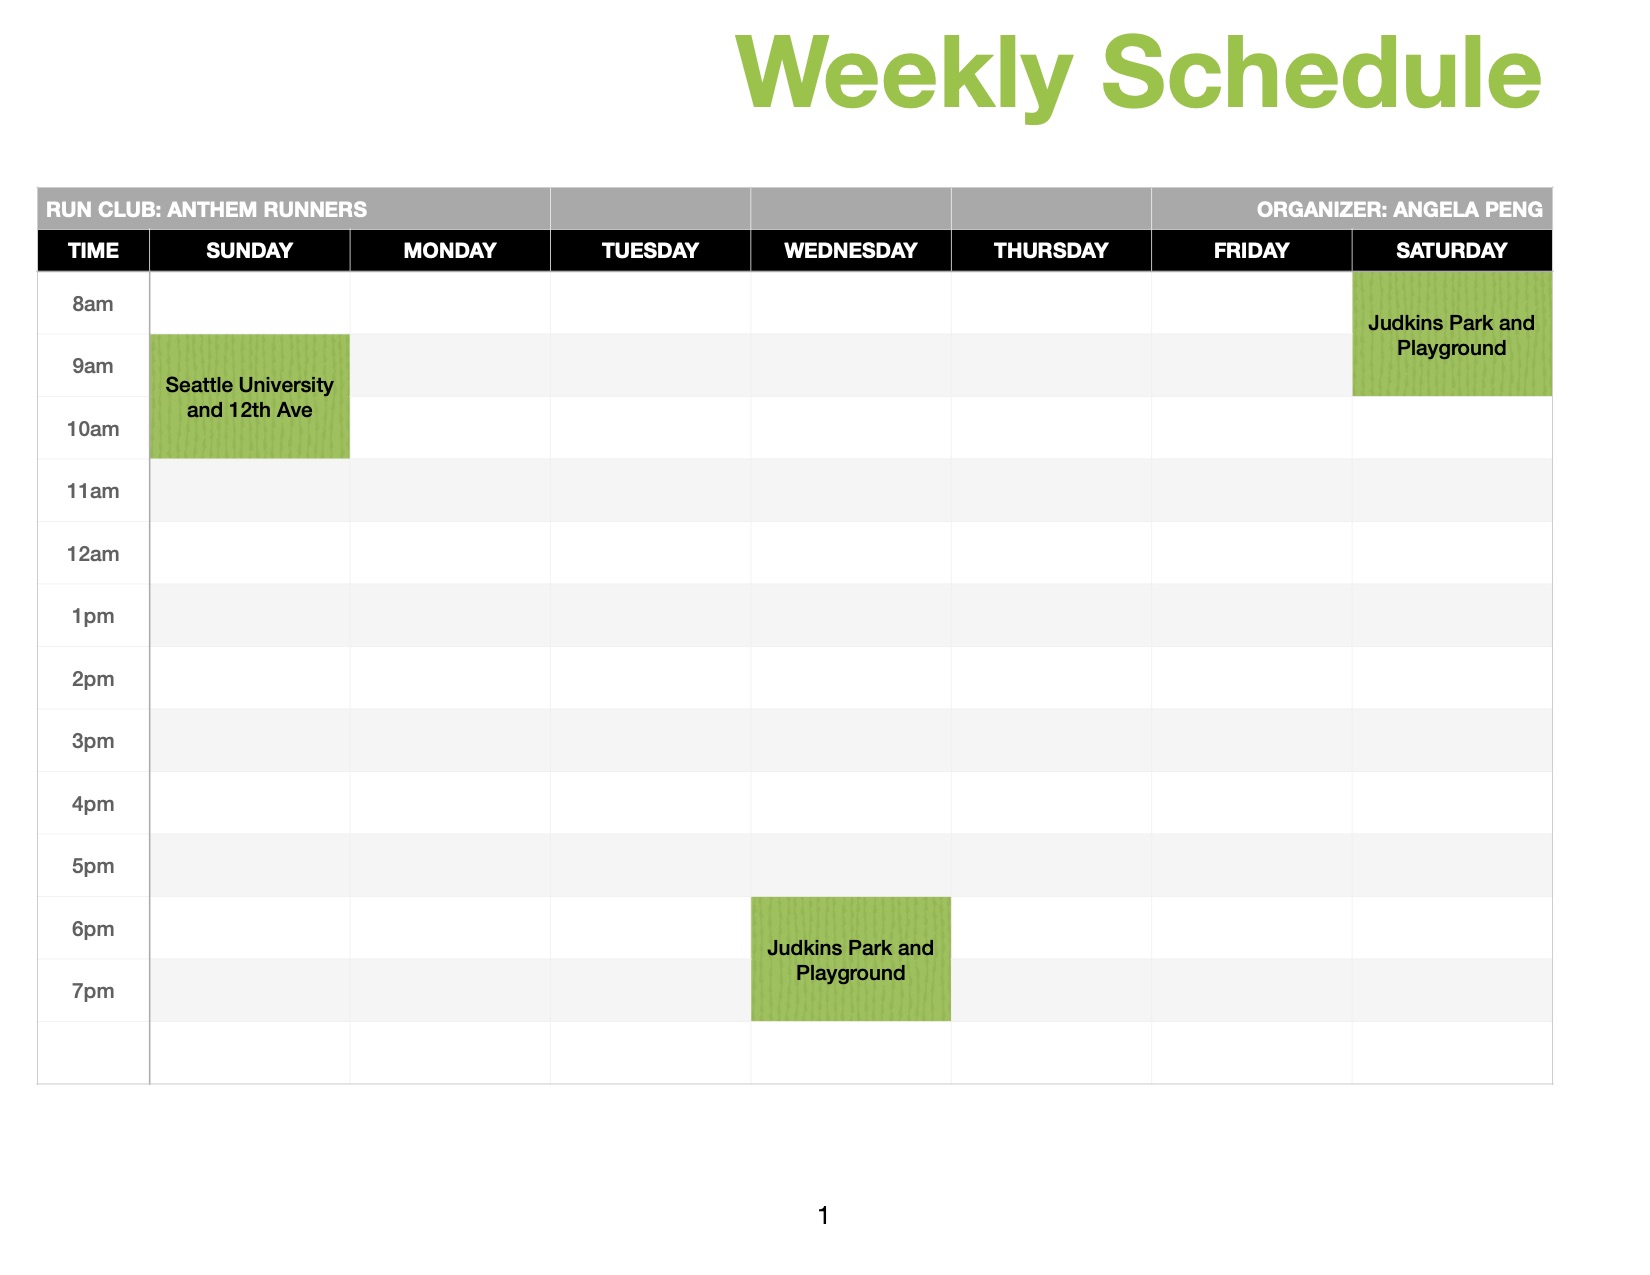 Weekly Schedule
RUN CLUB: ANTHEM RUNNERS ORGANIZER: ANGELA PENG
TIME SUNDAY MONDAY TUESDAY WEDNESDAY THURSDAY FRIDAY SATURDAY
8am
Judkins Park and
Playground
9am
Seattle University
and 12th Ave
10am
11am
12am
1pm
2pm
3pm
4pm
5pm
6pm
Judkins Park and
Playground
7pm
1